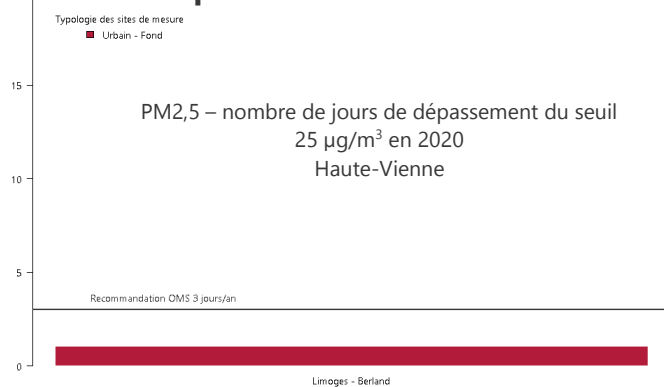 Typologie des sites de mesure
Urbain - Fond
15
PM2,5 – nombre de jours de dépassement du seuil
25 µg/m³ en 2020
Haute-Vienne
10
5
Recommandation OMS 3 jours/an
0
Limoges - Berland